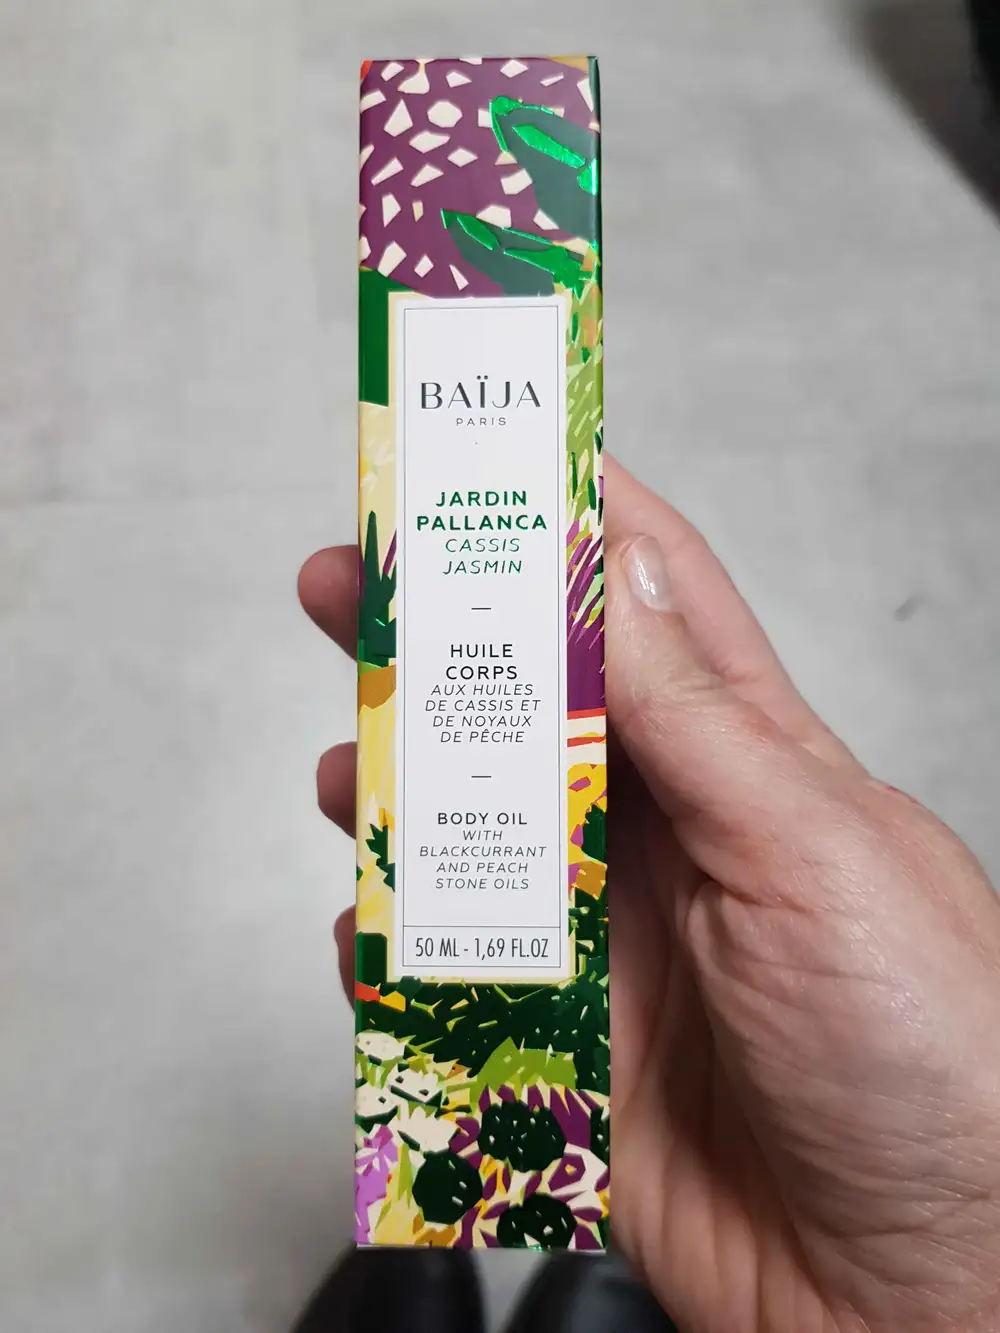 BAÏJA
PARIS
JARDIN
PALLANCA
CASSIS
JASMIN
—
HUILE
CORPS
AUX HUILES
DE CASSIS ET
DE NOYAUX
DE PÊCHE
—
BODY OIL
WITH
BLACKCURRANT
AND PEACH
STONE OILS
50 ML - 1,69 FL.OZ